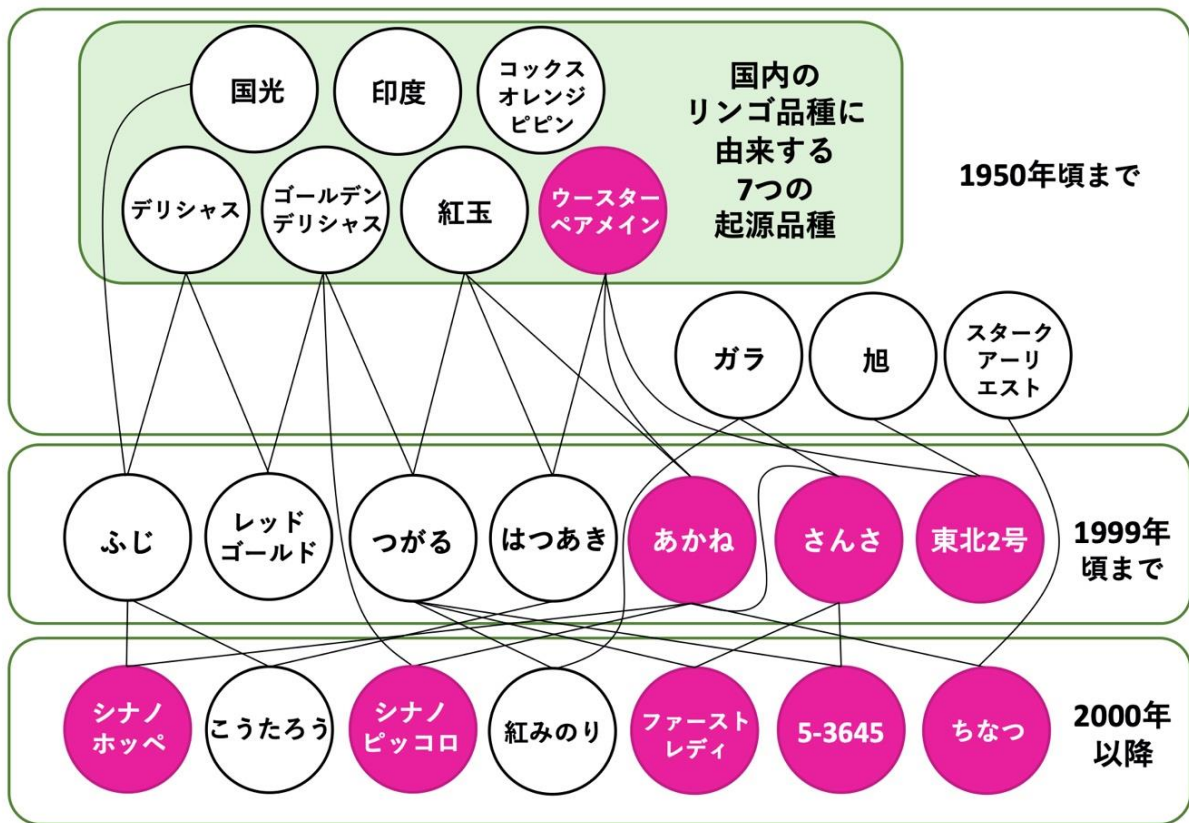 国光
印度
コックス
オレンジ
ピピン
国内の
リンゴ品種に
由来する
7つの
起源品種
デリシャス
ゴールデン
デリシャス
紅玉
ウースター
ペアメイン
1950年頃まで
ガラ
旭
スターク
アーリ
エスト
ふじ
レッド
ゴールド
つがる
はつあき
あかね
さんさ
東北2号
1999年
頃まで
シナノ
ホッペ
こうたろう
シナノ
ピッコロ
紅みのり
ファースト
レディ
5-3645
ちなつ
2000年
以降